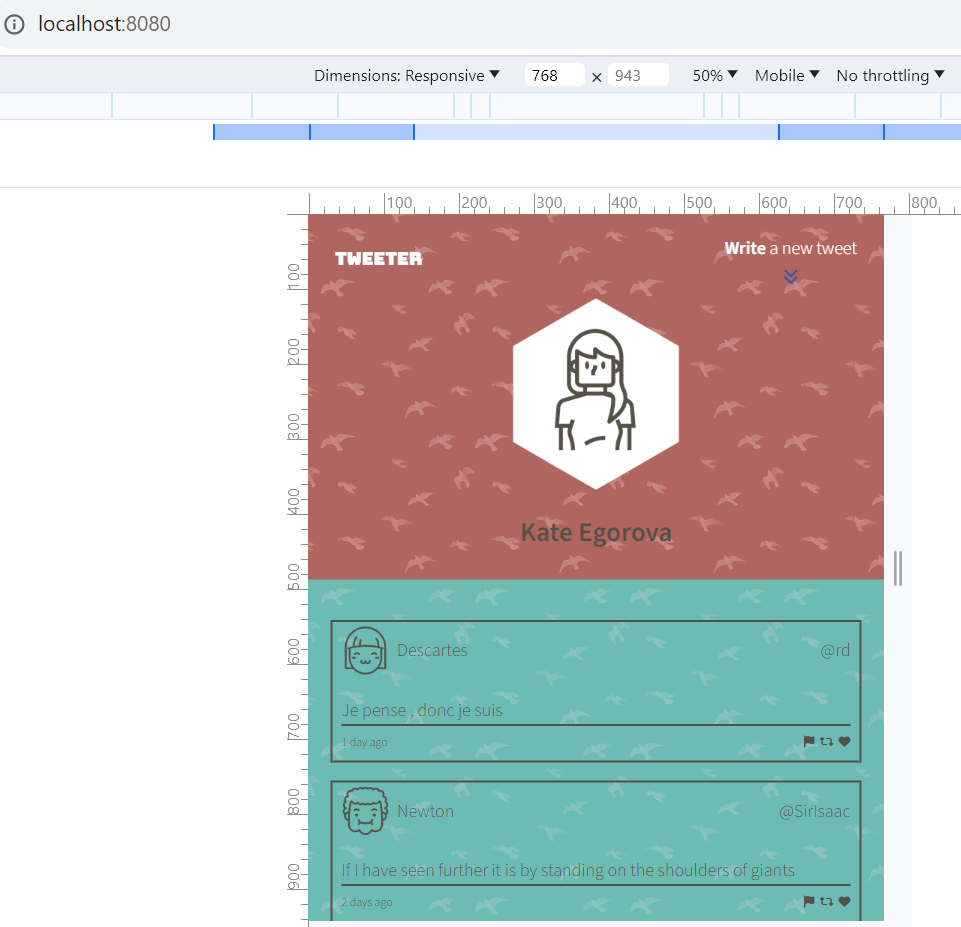 localhost:8080
Dimensions: Responsive ▼ 768 × 943 50% ▼ Mobile ▼ No throttling ▼
100 200 300 400 500 600 700 800
100
200
300
400
500
600
700
800
900
TWEETER
Write a new tweet
Kate Egorova
Descartes @rd
Je pense , donc je suis
1 day ago
Newton @SirIsaac
If I have seen further it is by standing on the shoulders of giants
2 days ago